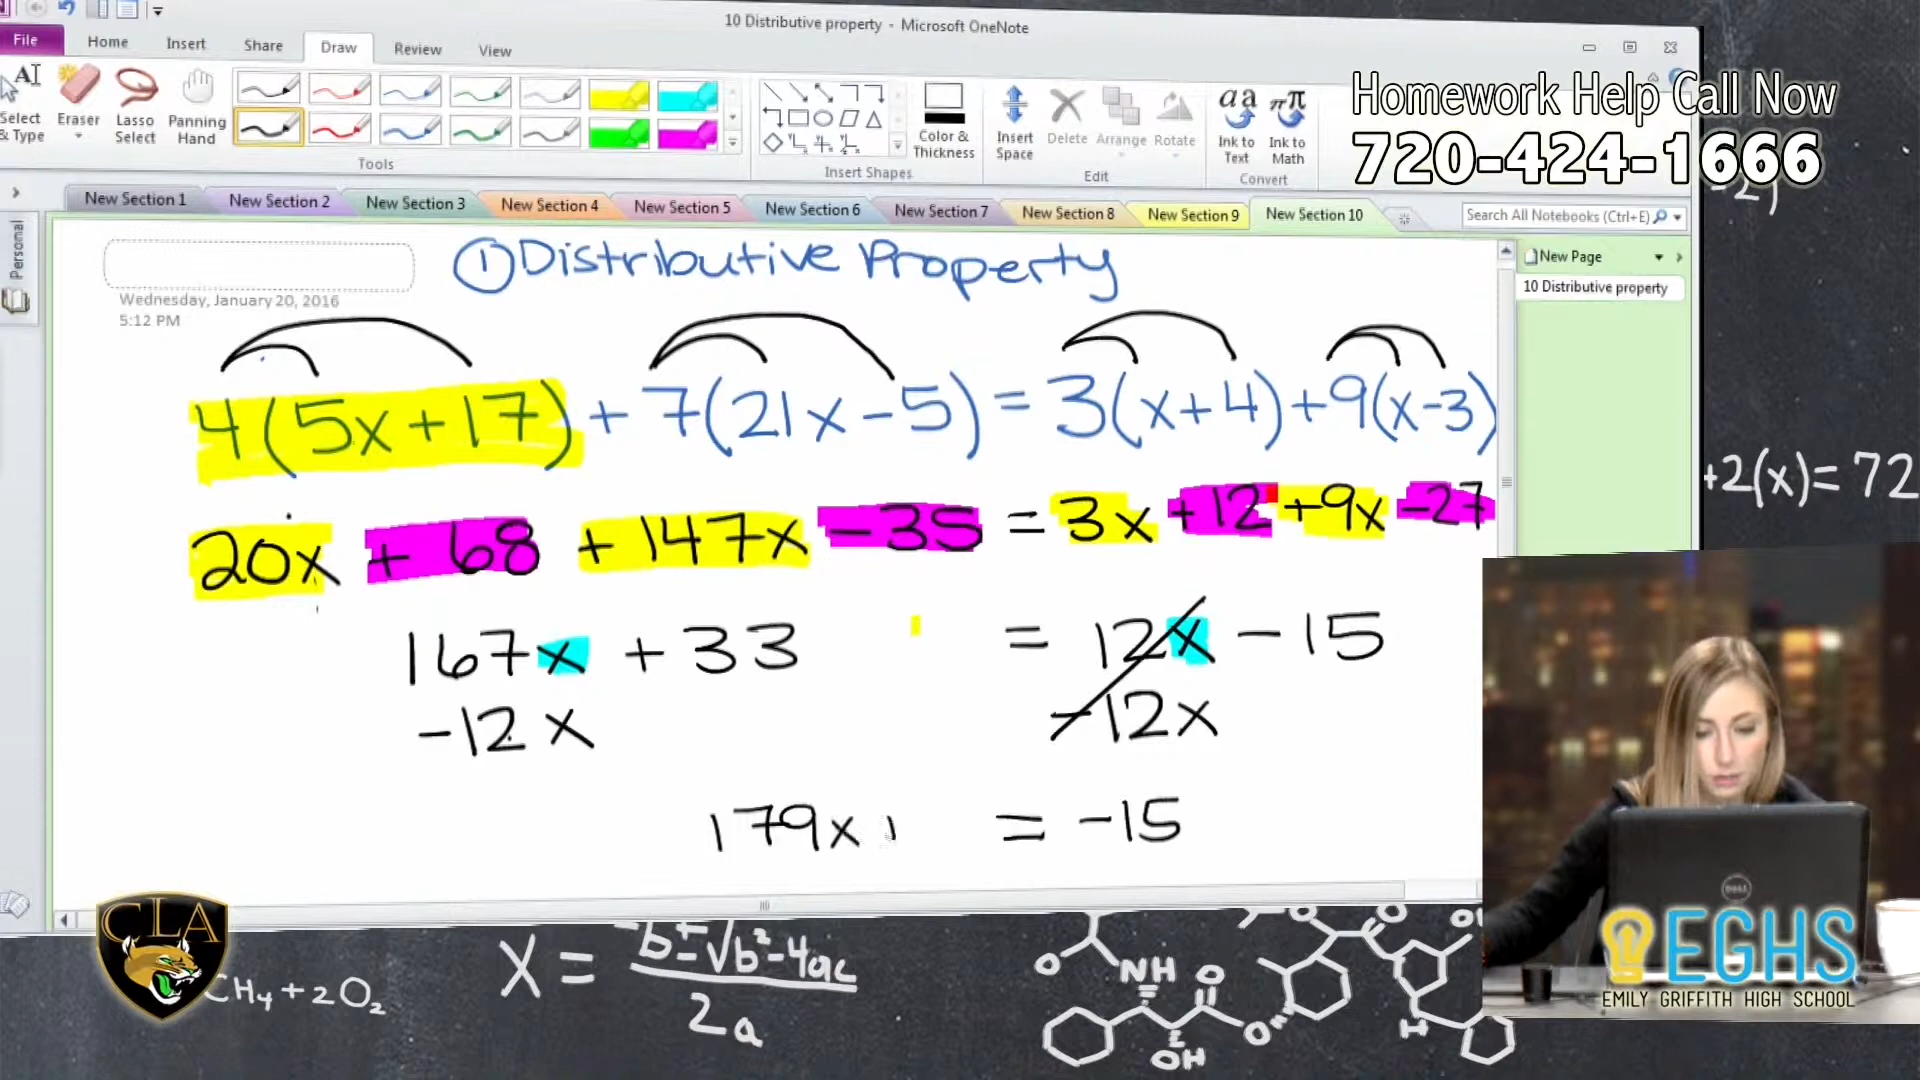 10 Distributive property - Microsoft OneNote
File Home Insert Share Draw Review View
Select & Type
Eraser
Lasso Select
Panning Hand
Color & Thickness
Insert Space
Delete
Arrange
Rotate
Ink to Text
Ink to Math
Tools
Insert Shapes
Edit
Convert
Homework Help Call Now
720-424-1666
New Section 1 New Section 2 New Section 3 New Section 4 New Section 5 New Section 6 New Section 7 New Section 8 New Section 9 New Section 10
Search All Notebooks (Ctrl+E)
Personal
New Page
10 Distributive property
① Distributive Property
Wednesday, January 20, 2016
5:12 PM
4(5x+17) + 7(21x-5) = 3(x+4)+9(x-3)
20x + 68 + 147x - 35 = 3x +12 +9x -27
167x + 33 = 12x - 15
-12x -12x
179x = -15
+2(x)= 72
CLA
CH4 + 2O2
X = -b±√b²-4ac
2a
NH
O
O
O
OH
H
DELL
EGHS
EMILY GRIFFITH HIGH SCHOOL